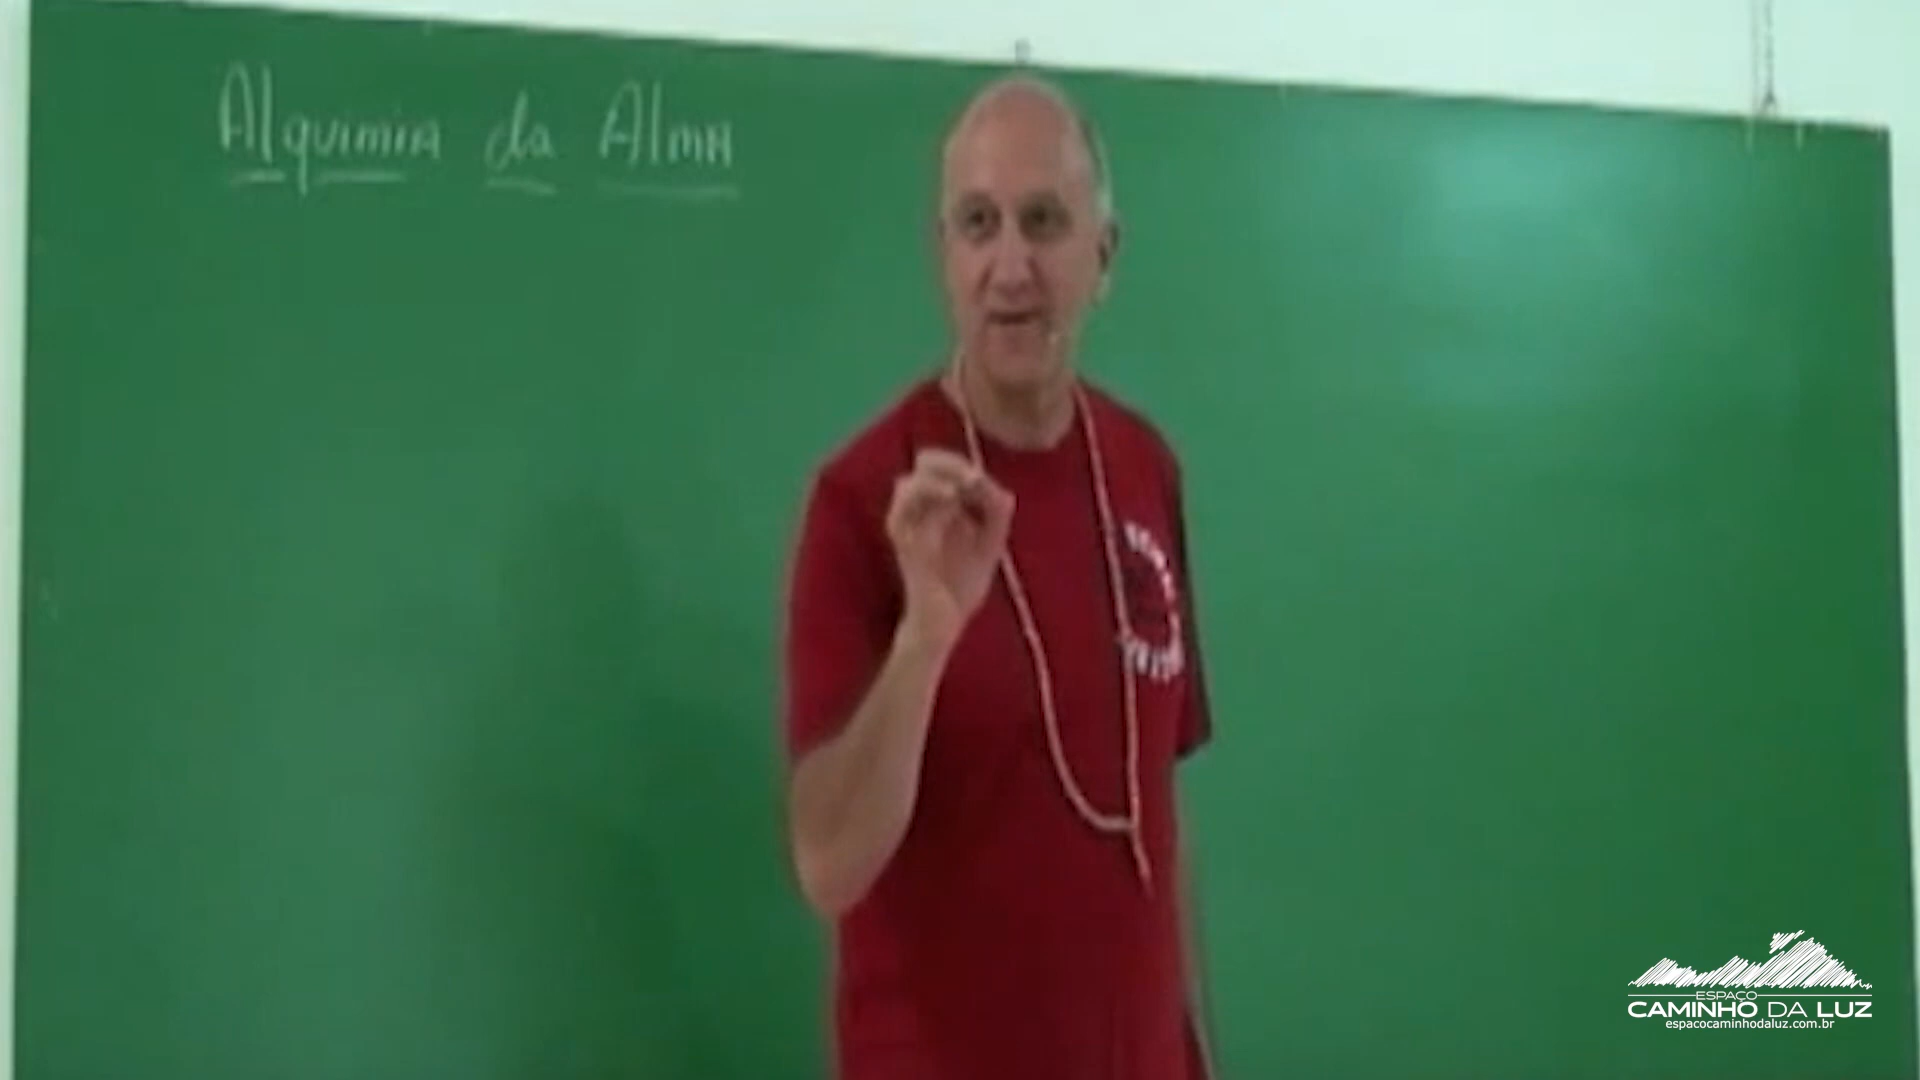 Alquimia da Alma
ESPAÇO
CAMINHO DA LUZ
espacocaminhodaluz.com.br